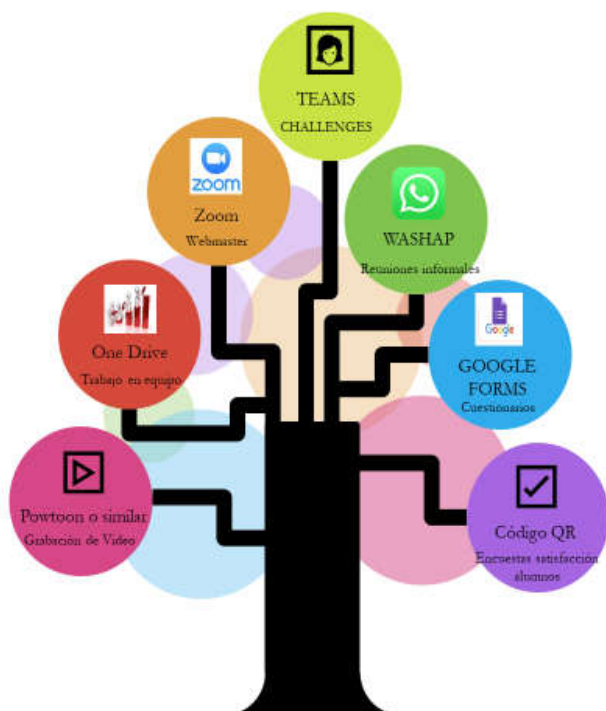 TEAMS
CHALLENGES
zoom
Zoom
Webmaster
WASHAP
Reuniones informales
One Drive
Trabajo en equipo
Google
GOOGLE
FORMS
Cuestionarios
Powtoon o similar
Grabación de Video
Código QR
Encuestas satisfacción
alumnos